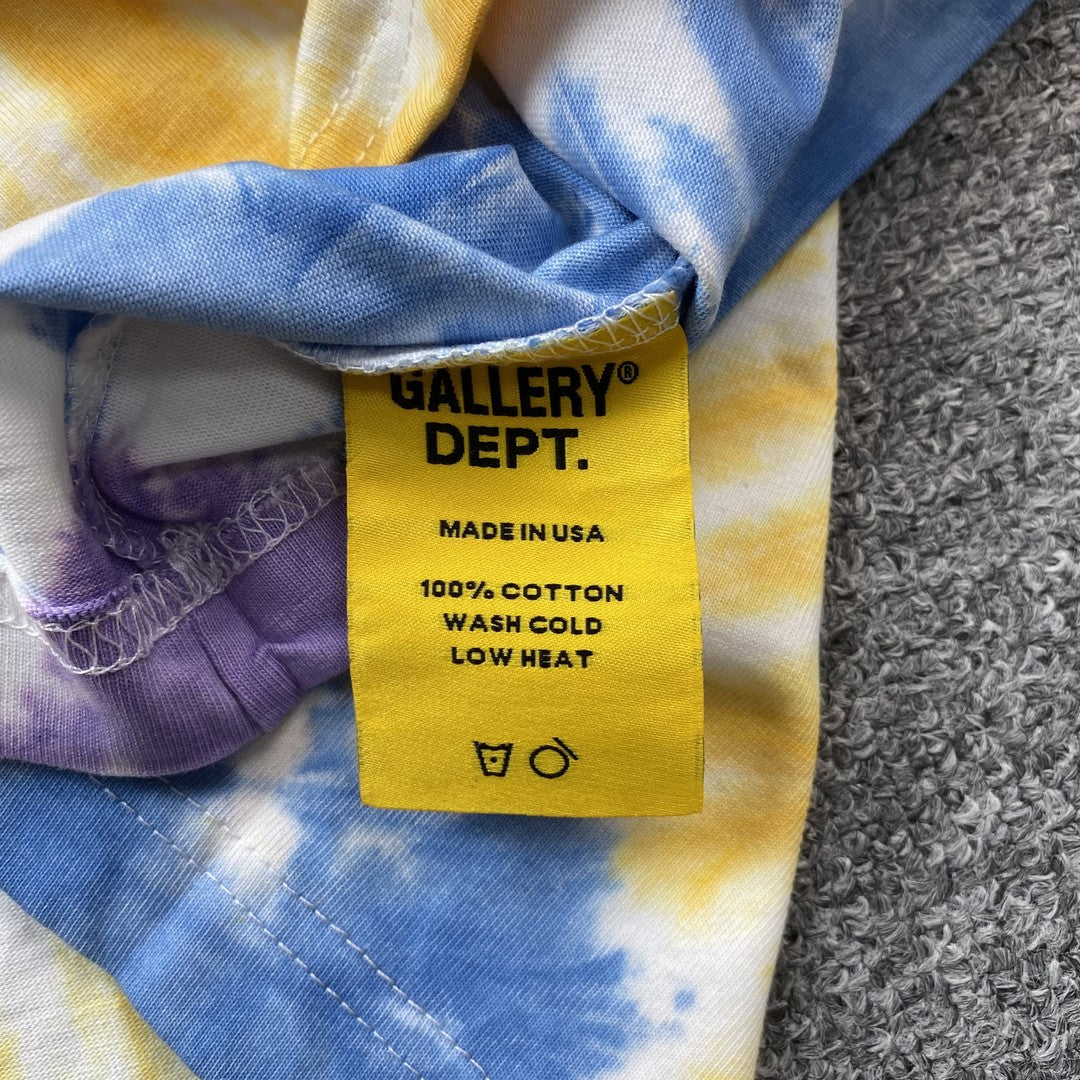 GALLERY®
DEPT.
MADE IN USA
100% COTTON
WASH COLD
LOW HEAT